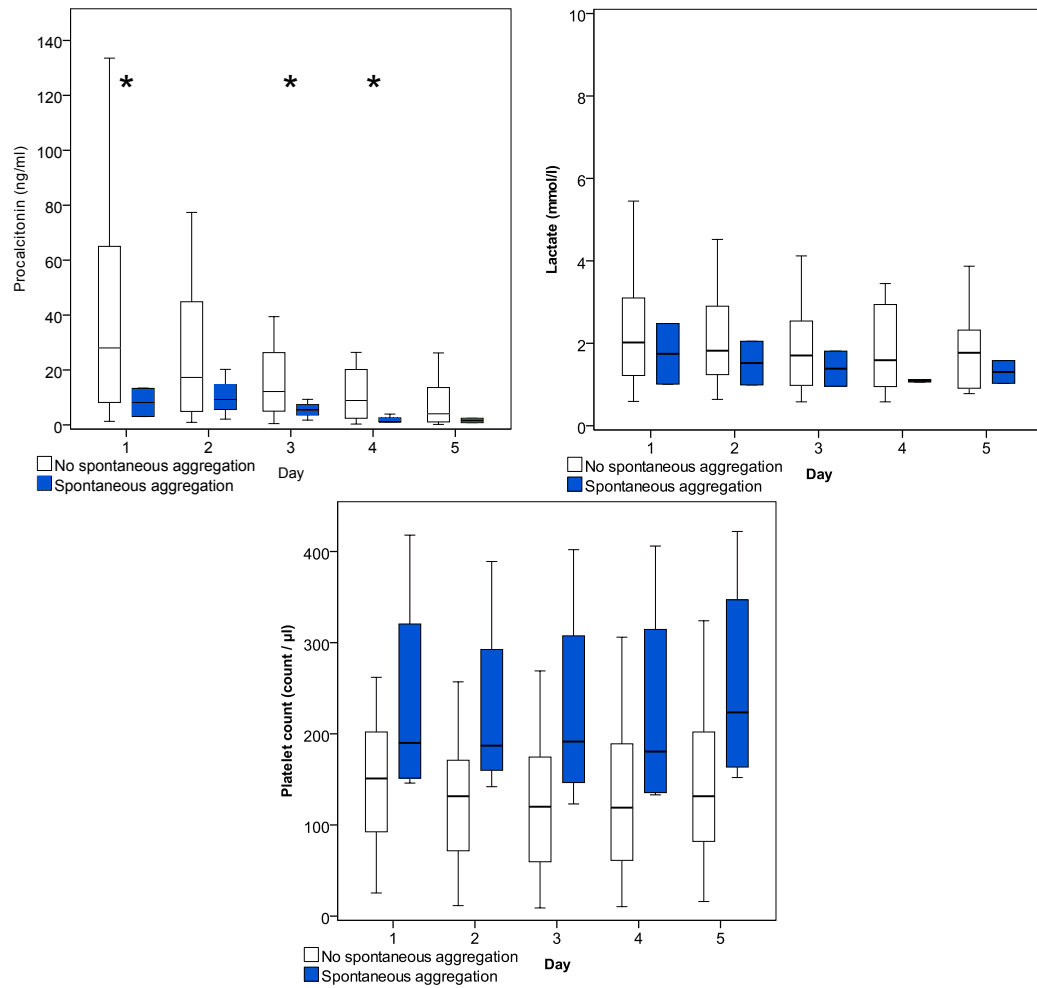 140
120
100
80
60
40
20
0
Procalcitonin (ng/ml)
* * *
1 2 3 4 5
Day
No spontaneous aggregation
Spontaneous aggregation
10
8
6
4
2
0
Lactate (mmol/l)
1 2 3 4 5
Day
No spontaneous aggregation
Spontaneous aggregation
400
300
200
100
0
Platelet count (count / µl)
1 2 3 4 5
Day
No spontaneous aggregation
Spontaneous aggregation